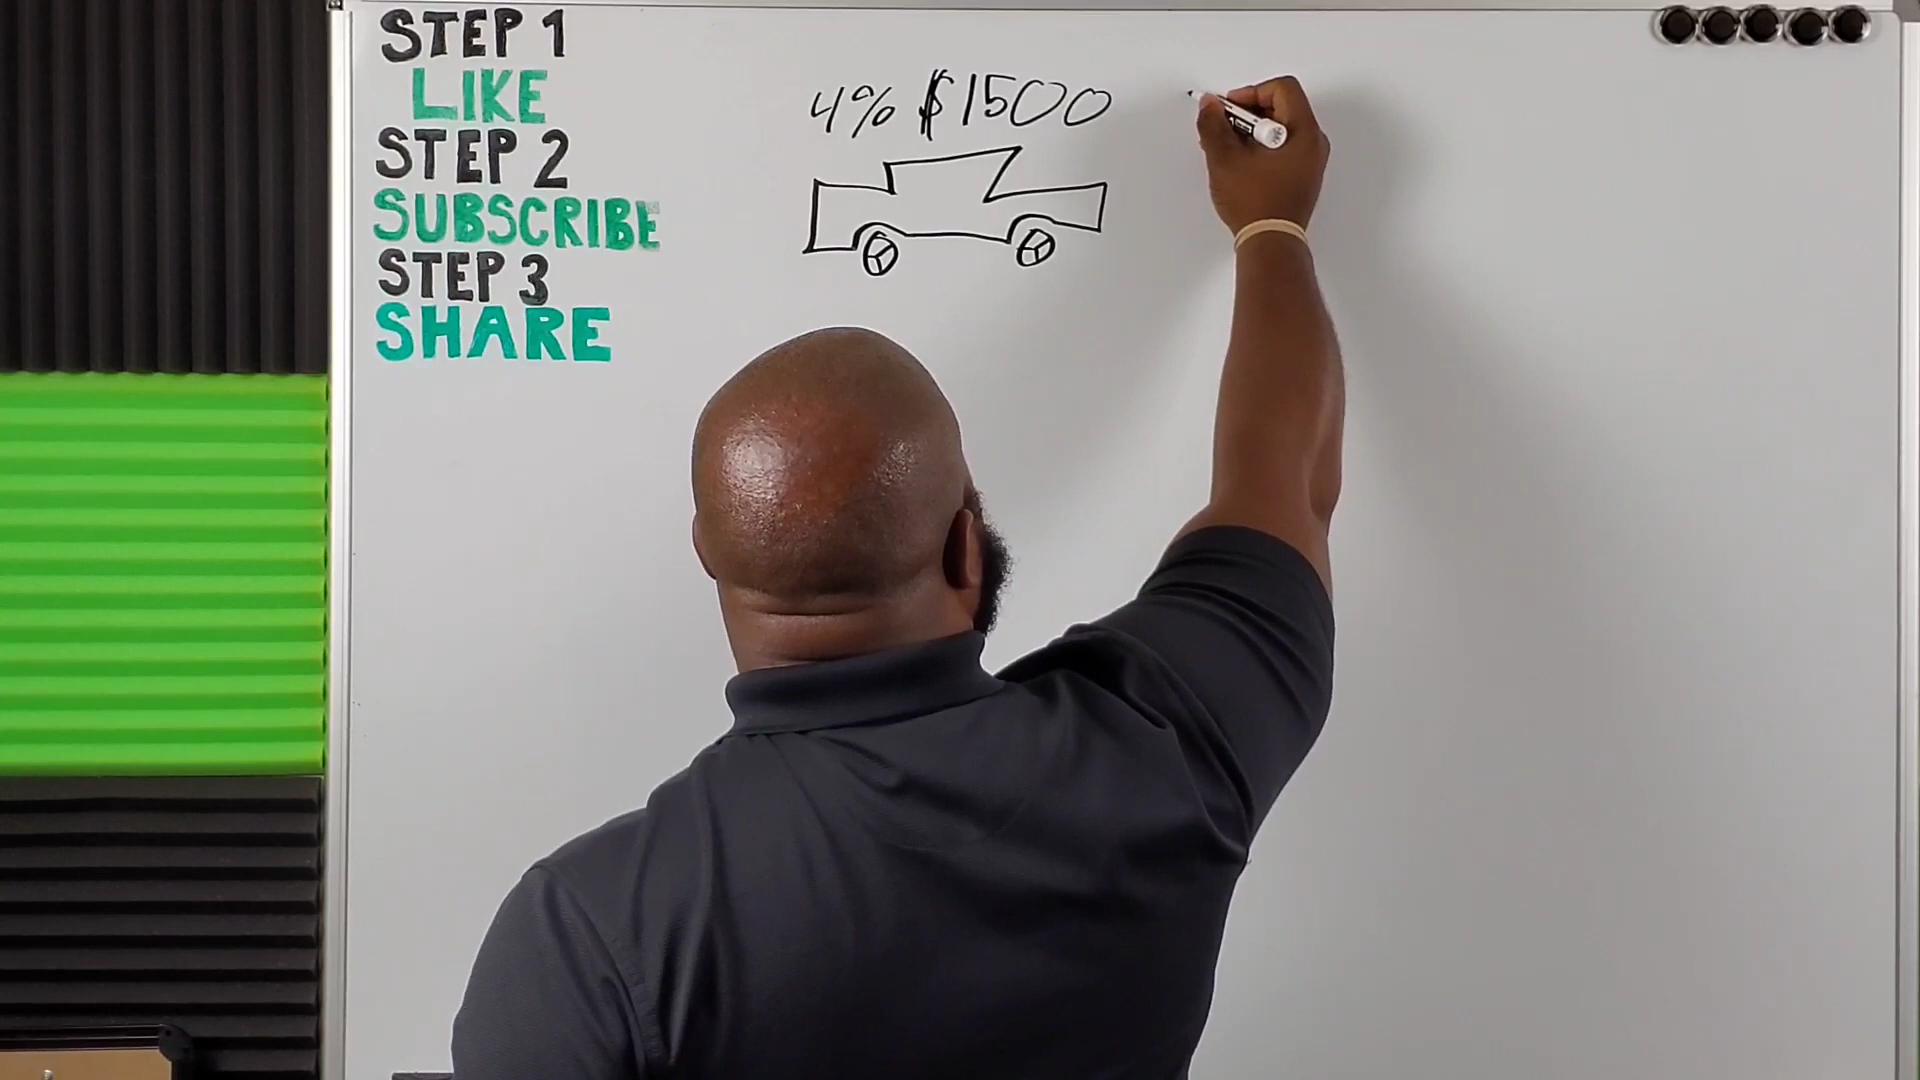 STEP 1
LIKE
STEP 2
SUBSCRIBE
STEP 3
SHARE
4% $1500